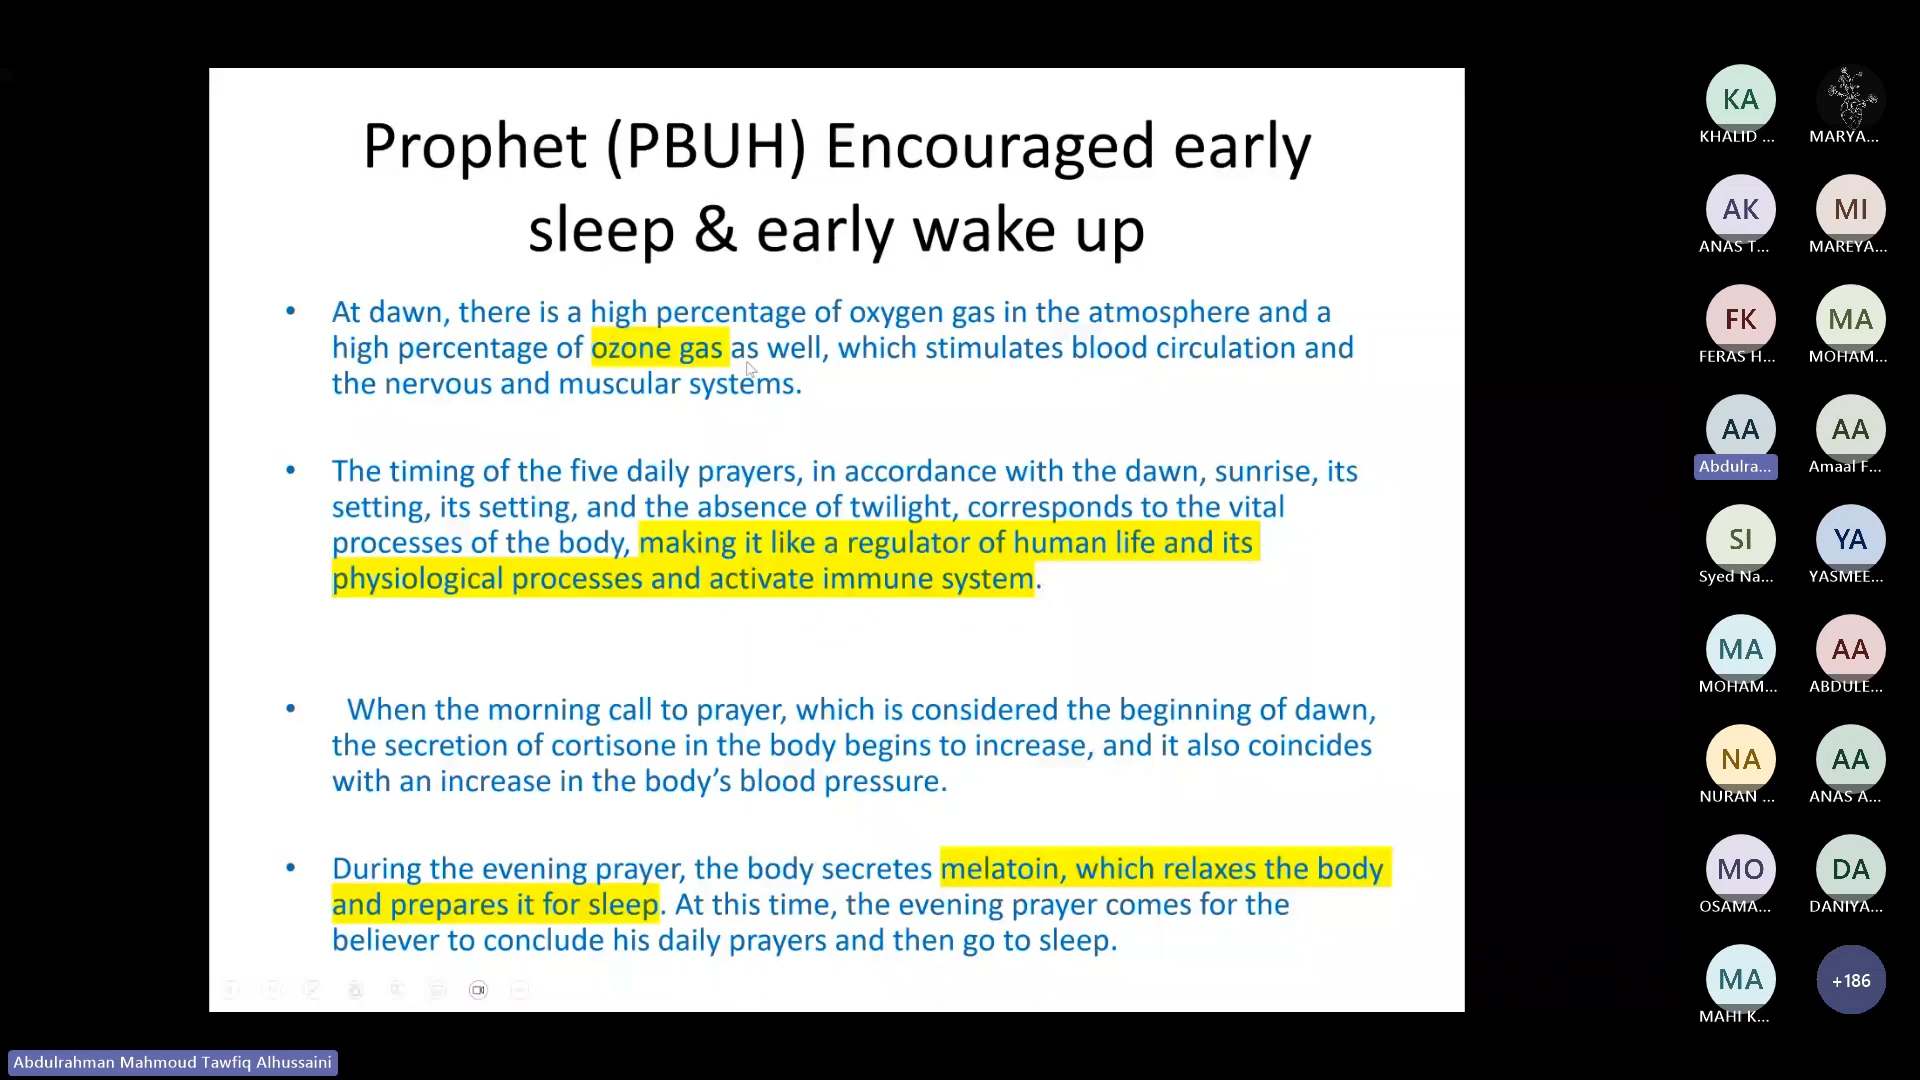 Prophet (PBUH) Encouraged early
sleep & early wake up
• At dawn, there is a high percentage of oxygen gas in the atmosphere and a
high percentage of ozone gas as well, which stimulates blood circulation and
the nervous and muscular systems.
• The timing of the five daily prayers, in accordance with the dawn, sunrise, its
setting, its setting, and the absence of twilight, corresponds to the vital
processes of the body, making it like a regulator of human life and its
physiological processes and activate immune system.
• When the morning call to prayer, which is considered the beginning of dawn,
the secretion of cortisone in the body begins to increase, and it also coincides
with an increase in the body’s blood pressure.
• During the evening prayer, the body secretes melatoin, which relaxes the body
and prepares it for sleep. At this time, the evening prayer comes for the
believer to conclude his daily prayers and then go to sleep.
KA
KHALID ...
MARYA...
AK
ANAS T...
MI
MAREYA...
FK
FERAS H...
MA
MOHAM...
AA
Abdulra...
AA
Amaal F...
SI
Syed Na...
YA
YASMEE...
MA
MOHAM...
AA
ABDULE...
NA
NURAN ...
AA
ANAS A...
MO
OSAMA...
DA
DANIYA...
MA
MAHI K...
+186
Abdulrahman Mahmoud Tawfiq Alhussaini